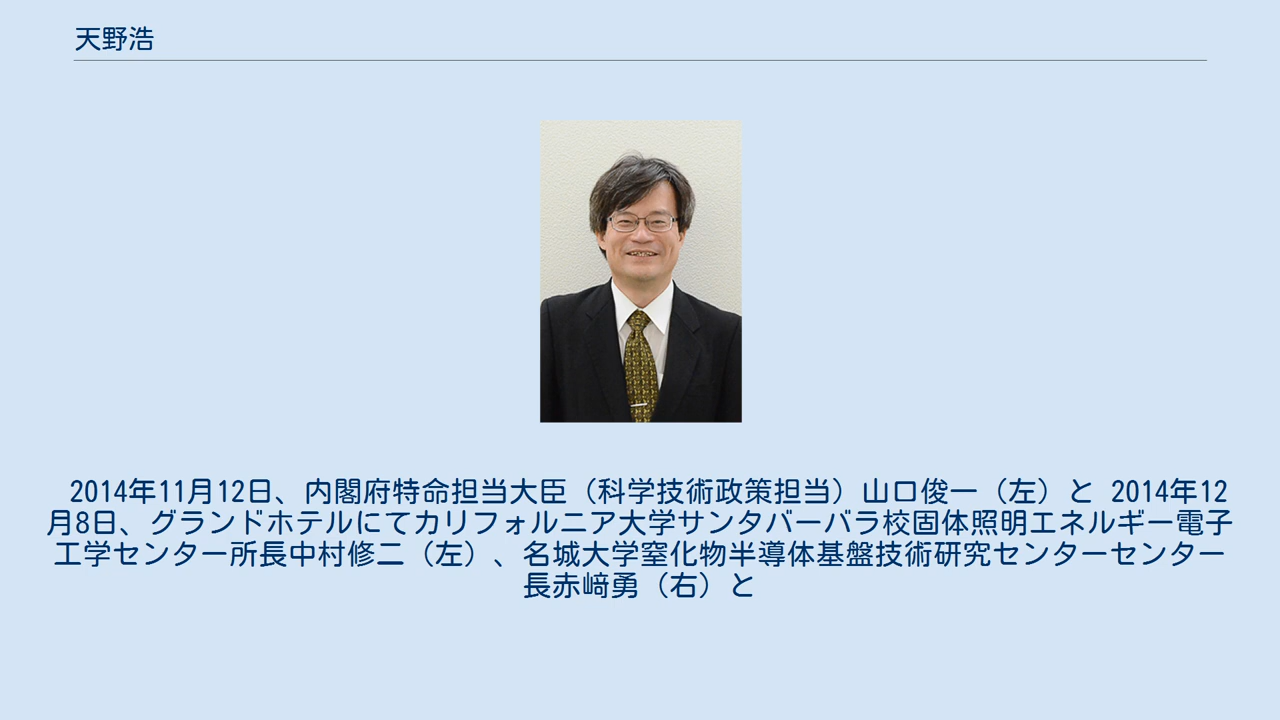 天野浩
2014年11月12日、内閣府特命担当大臣（科学技術政策担当）山口俊一（左）と 2014年12
月8日、グランドホテルにてカリフォルニア大学サンタバーバラ校固体照明エネルギー電子
工学センター所長中村修二（左）、名城大学窒化物半導体基盤技術研究センターセンター
長赤﨑勇（右）と